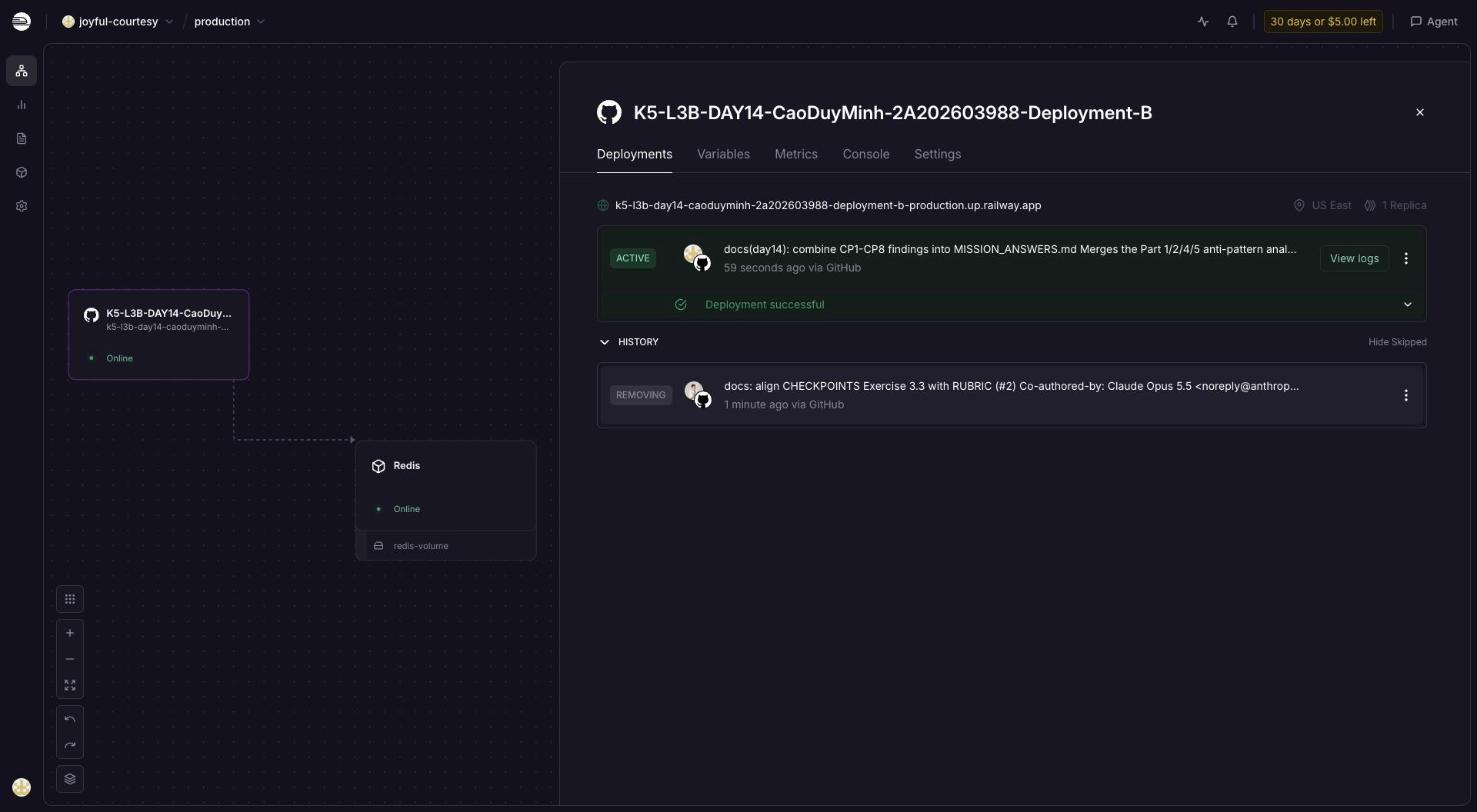 joyful-courtesy / production
30 days or $5.00 left
Agent
K5-L3B-DAY14-CaoDuy...
k5-l3b-day14-caoduyminh-...
Online
Redis
Online
redis-volume
K5-L3B-DAY14-CaoDuyMinh-2A202603988-Deployment-B
Deployments Variables Metrics Console Settings
k5-l3b-day14-caoduyminh-2a202603988-deployment-b-production.up.railway.app
US East 1 Replica
ACTIVE
docs(day14): combine CP1-CP8 findings into MISSION_ANSWERS.md Merges the Part 1/2/4/5 anti-pattern anal...
59 seconds ago via GitHub
View logs
Deployment successful
HISTORY
Hide Skipped
REMOVING
docs: align CHECKPOINTS Exercise 3.3 with RUBRIC (#2) Co-authored-by: Claude Opus 5.5 <noreply@anthrop...
1 minute ago via GitHub